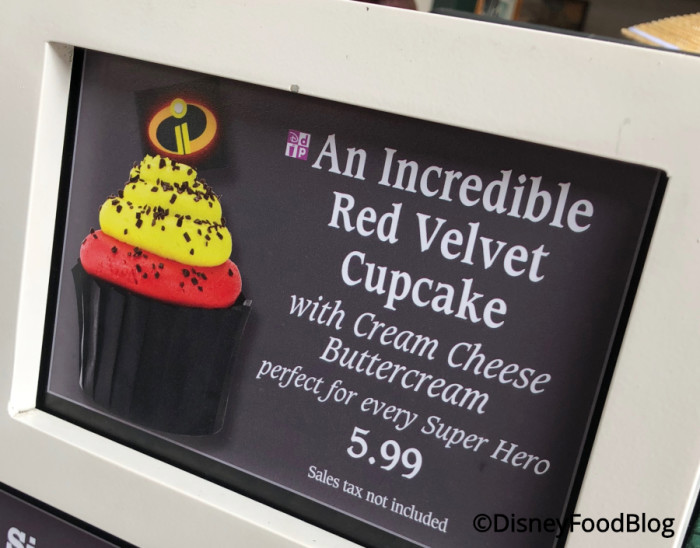 An Incredible
Red Velvet
Cupcake
with Cream Cheese
Buttercream
perfect for every Super Hero
5.99
Sales tax not included
©DisneyFoodBlog